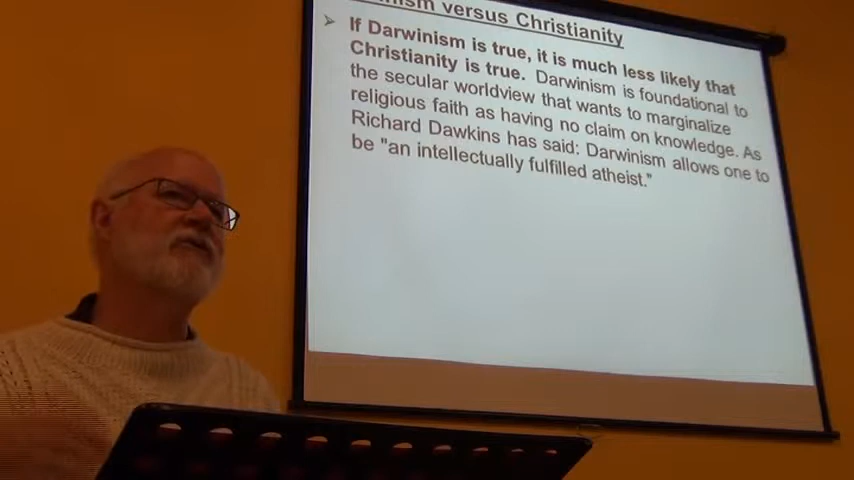 versus Christianity
➢ If Darwinism is true, it is much less likely that
Christianity is true. Darwinism is foundational to
the secular worldview that wants to marginalize
religious faith as having no claim on knowledge. As
Richard Dawkins has said: Darwinism allows one to
be "an intellectually fulfilled atheist."